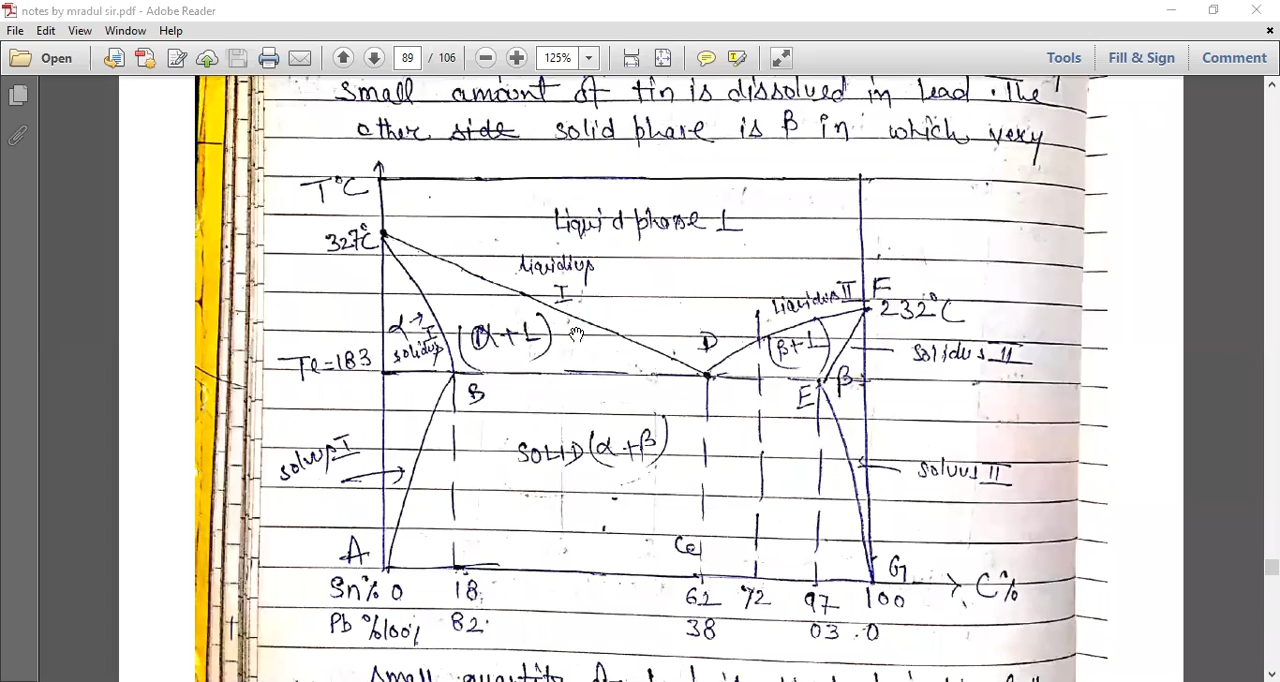 notes by mradul sir.pdf - Adobe Reader
File Edit View Window Help
Open 89 / 106 125% Tools Fill & Sign Comment
Small amount of tin is dissolved in lead. The
other side solid phase is β in which very
T°C
Liquid phase L
327°C
liquidius
I
liquidus II F
232°C
α → I
solidus
(α+L)
D
(β+L)
solidus II
Te=183
B
E β
SOLID (α+β)
solvus I
solvus II
A
Ce
G
C%
Sn% 0 18 62 72 97 100
Pb %100% 82 38 03 0
Small quantity